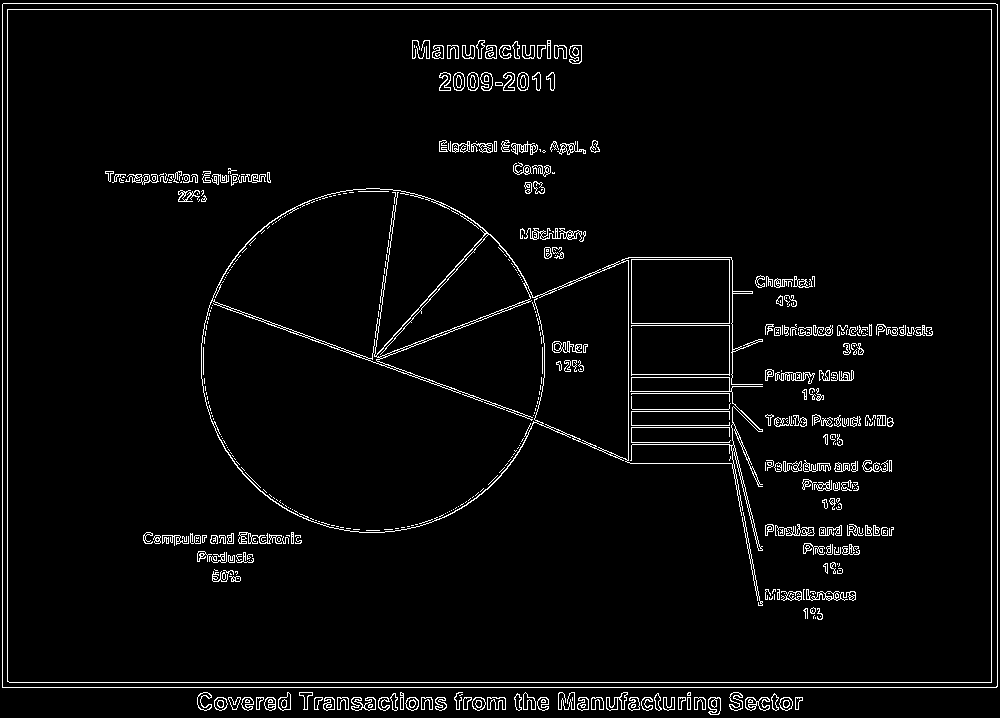 Manufacturing
2009-2011
Electrical Equip., Appl., &
Comp.
9%
Transportation Equipment
22%
Machinery
8%
Chemical
4%
Fabricated Metal Products
3%
Other
12%
Primary Metal
1%
Textile Product Mills
1%
Petroleum and Coal
Products
1%
Plastics and Rubber
Products
1%
Computer and Electronic
Products
50%
Miscellaneous
1%
Covered Transactions from the Manufacturing Sector